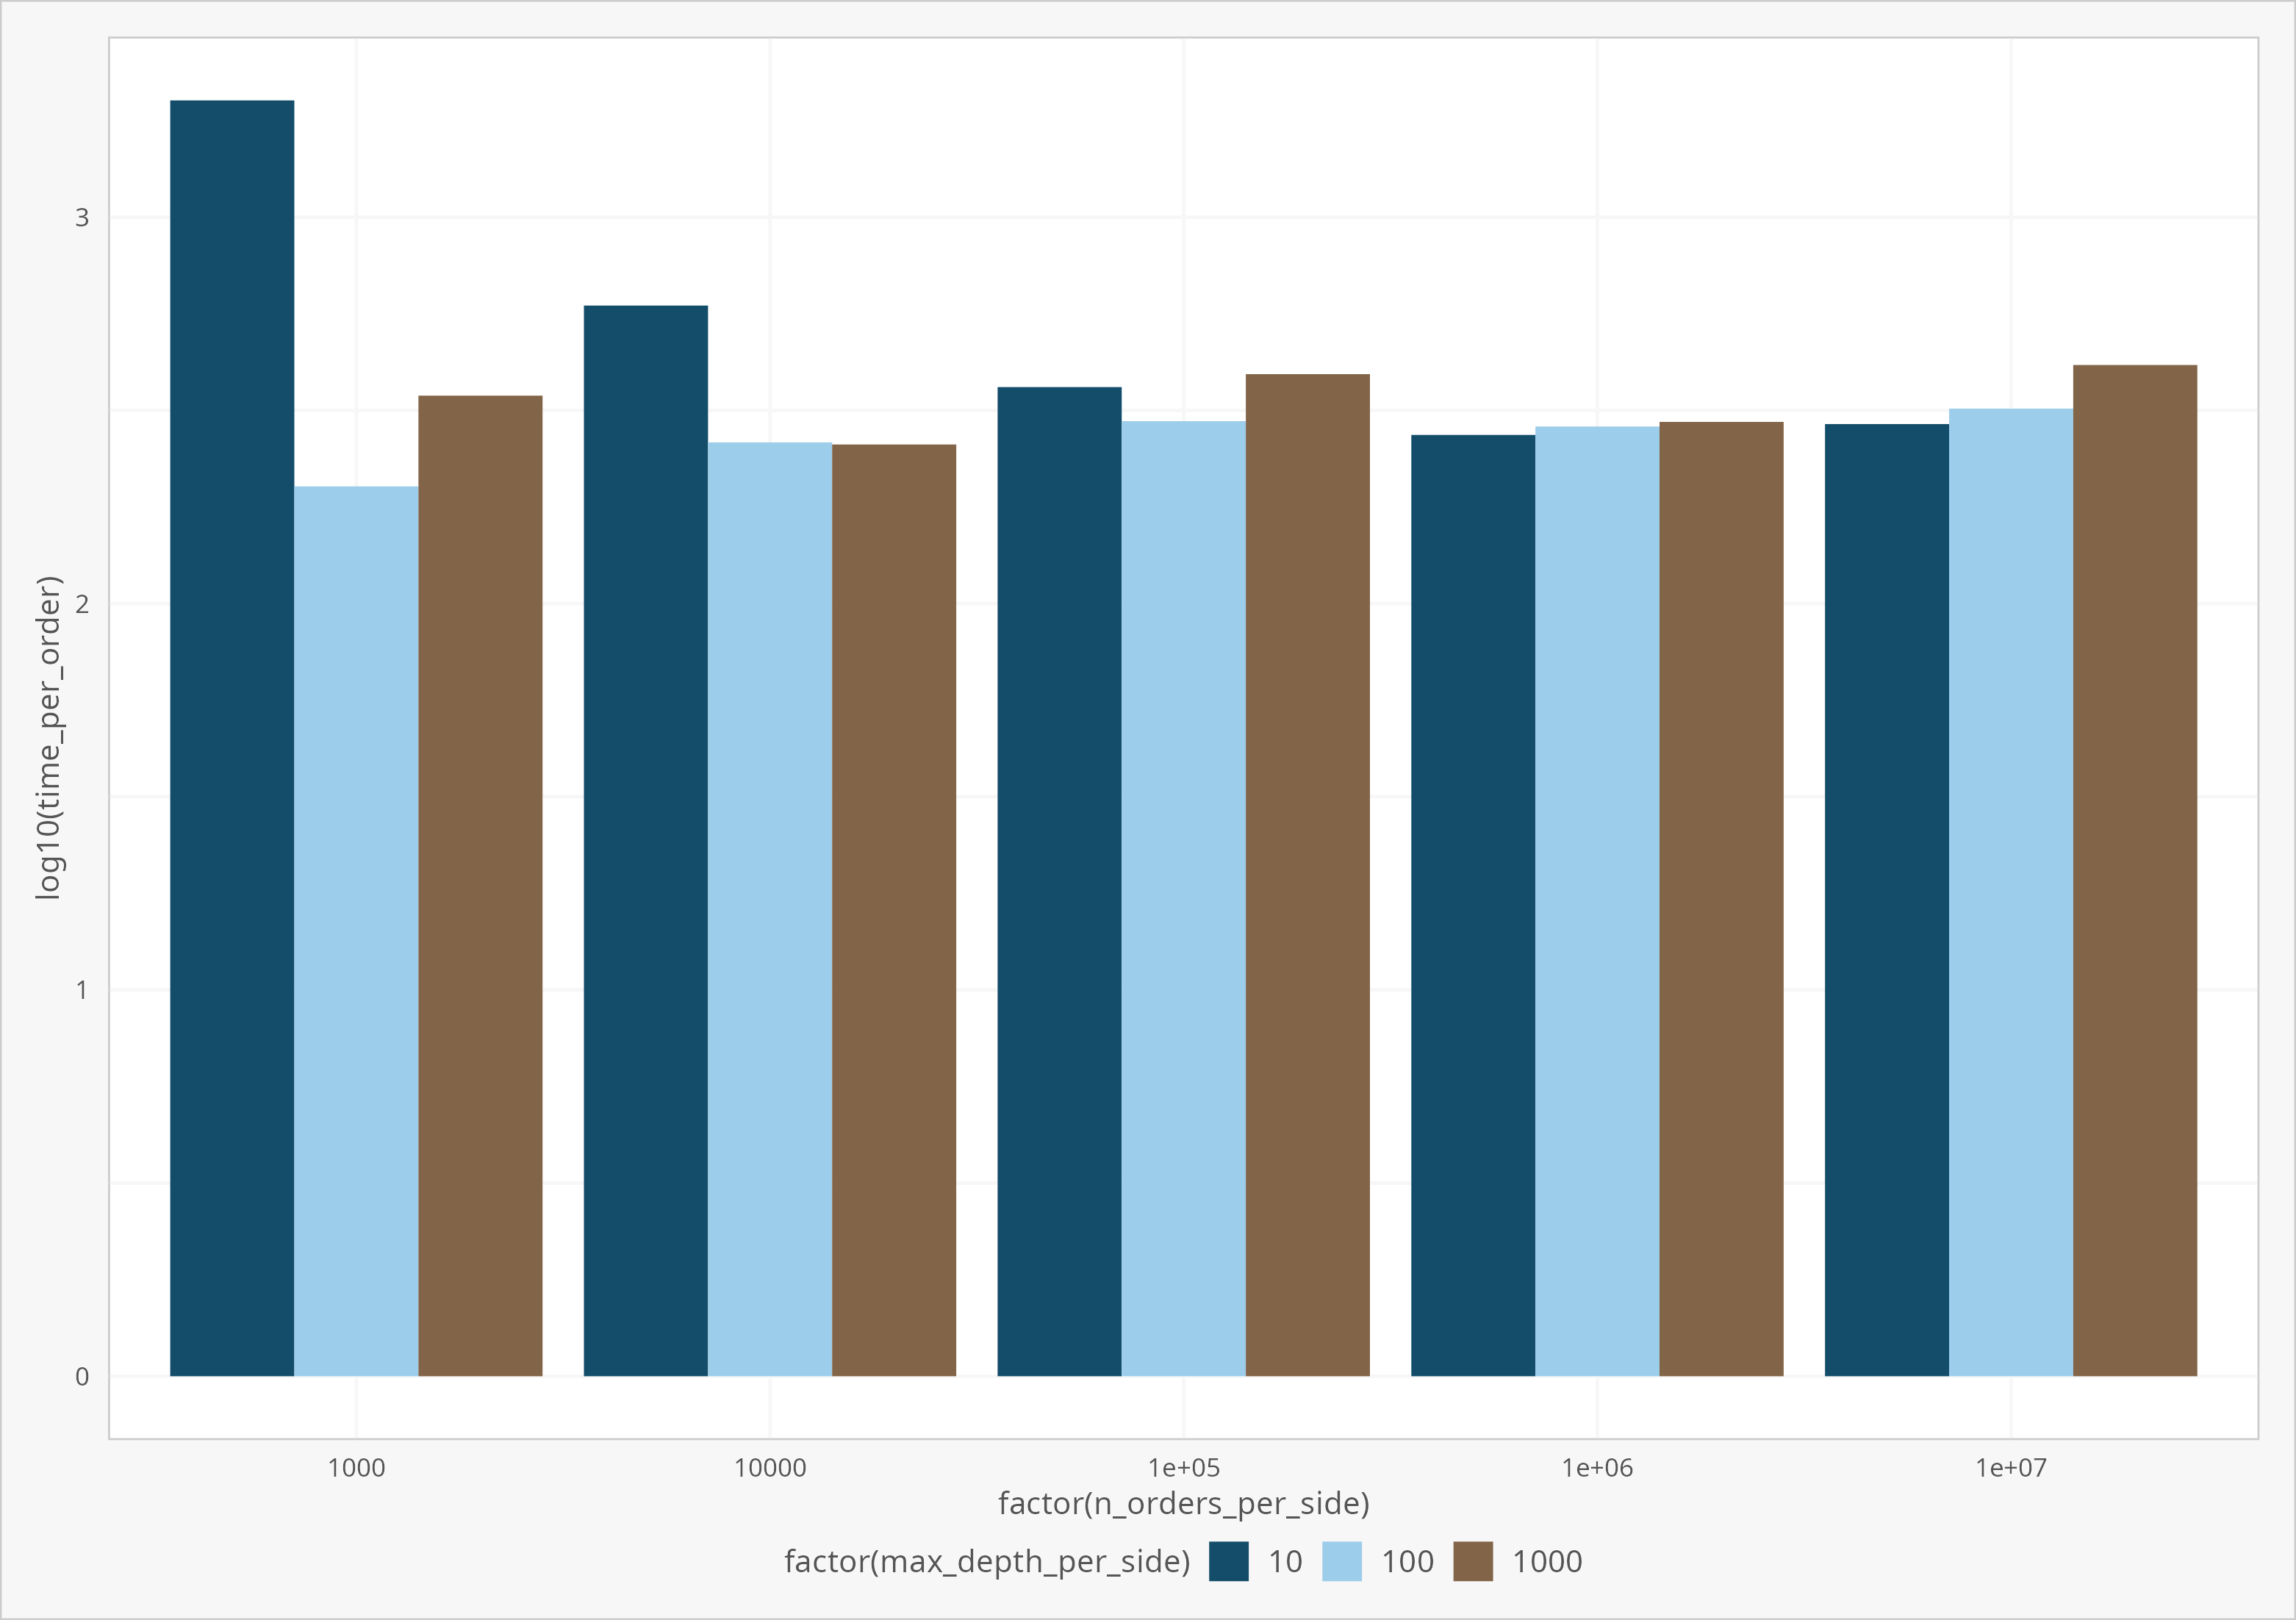 log10(time_per_order)
3
2
1
0
1000 10000 1e+05 1e+06 1e+07
factor(n_orders_per_side)
factor(max_depth_per_side) 10 100 1000